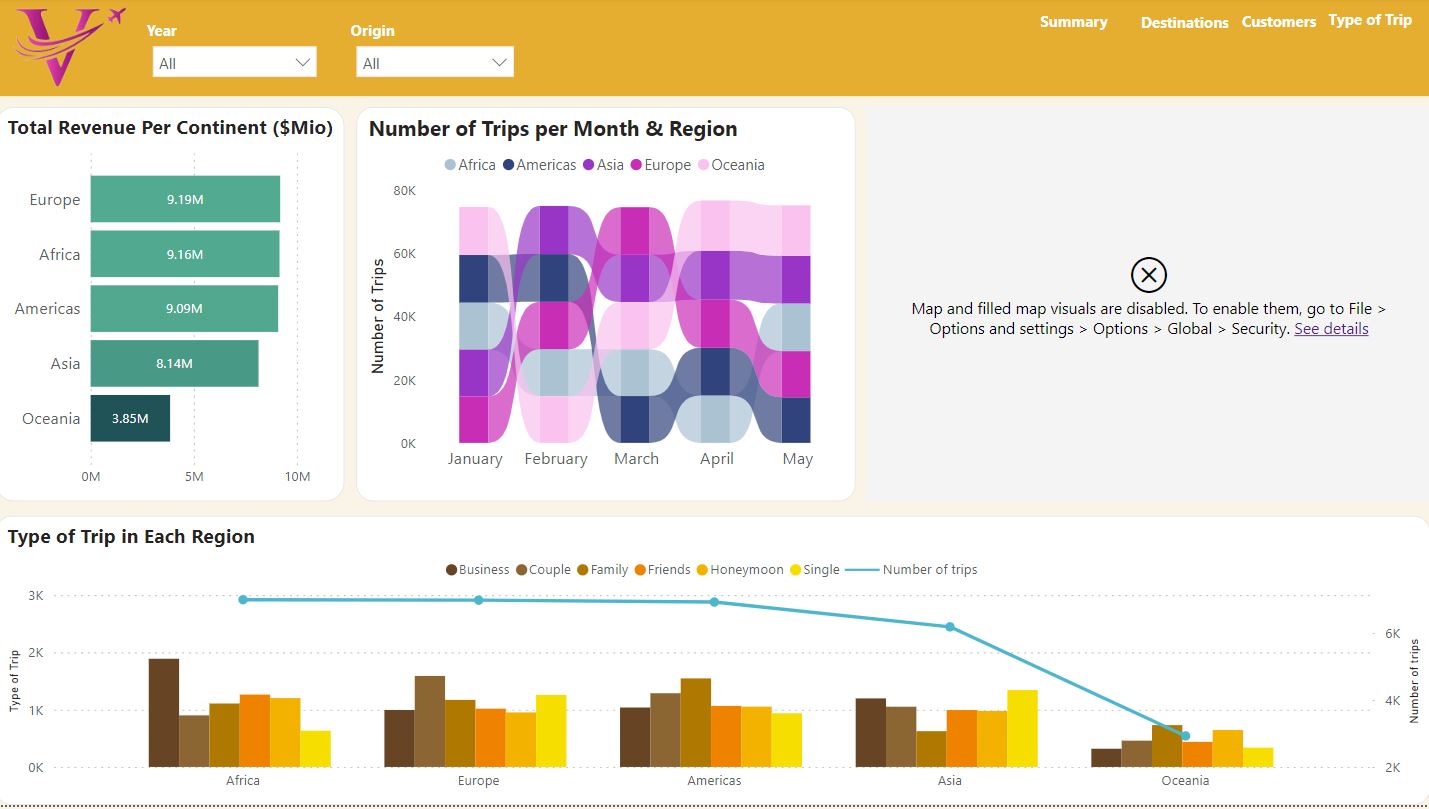 V
Year
Origin
All
All
Summary
Destinations
Customers
Type of Trip
Total Revenue Per Continent ($Mio)
Europe
9.19M
Africa
9.16M
Americas
9.09M
Asia
8.14M
Oceania
3.85M
0M
5M
10M
Number of Trips per Month & Region
Africa
Americas
Asia
Europe
Oceania
Number of Trips
80K
60K
40K
20K
0K
January
February
March
April
May
Map and filled map visuals are disabled. To enable them, go to File >
Options and settings > Options > Global > Security. See details
Type of Trip in Each Region
Business
Couple
Family
Friends
Honeymoon
Single
Number of trips
Type of Trip
3K
2K
1K
0K
Africa
Europe
Americas
Asia
Oceania
6K
4K
2K
Number of trips